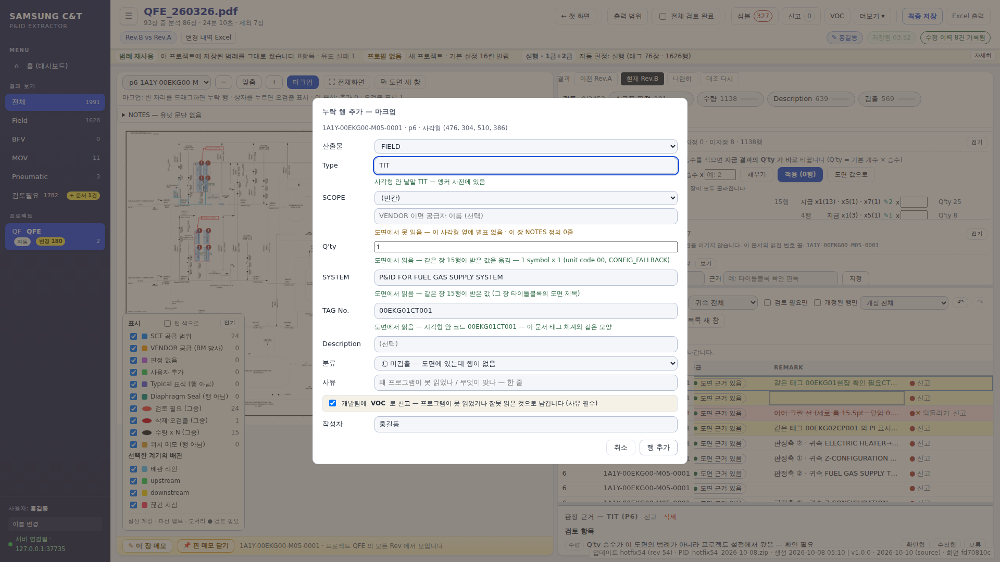 SAMSUNG C&T
P&ID EXTRACTOR
MENU
⌂ 홈 (대시보드)
결과 보기
전체 1991
Field 1628
BFV 0
MOV 11
Pneumatic 3
검토필요 1782 + 문서 1건
프로젝트
QF QFE
자동 변경 180 2
사용자: 홍길동
이름 변경
서버 연결됨 ·
127.0.0.1:37735
☰ QFE_260326.pdf
93장 중 분석 86장 · 24분 10초 · 제외 7장
← 첫 화면 출력 범위 전체 검토 완료 심볼 327 신고 0 VOC 더보기 ▾ 최종 저장 Excel 출력
Rev.B vs Rev.A 변경 내역 Excel
✎ 홍길동 저장됨 03:52 수정 이력 8건 기록됨
범례 재사용 이 프로젝트에 저장된 범례를 그대로 썼습니다 8항목 · 유도 실패 1 프로필 없음 새 프로젝트 · 기본 설정 16칸 빌림 실행 · 1급+2급 자동 판정: 실행 (태그 76장 · 1626행) 자세히
p6 1A1Y-00EKG00-M − 맞춤 + 마크업 ⛶ 전체화면 도면 새 창
마크업: 빈 자리를 드래그하면 누락 행 · 상자를 누르면 오검출 표시 · 이 분석: 추가 0 · 오검출 표시 1
▶ NOTES — 유닛 문단 없음
표시 탭 색으로 접기
SCT 공급 범위 24
VENDOR 공급 (BM 당사) 0
판정 없음 0
사용자 추가 0
Typical 표식 (행 아님) 0
Diaphragm Seal (행 아님) 0
검토 필요 (그중) 24
삭제·오검출 (그중) 1
수량 x N (그중) 15
위치 메모 (행 아님) 0
선택한 계기의 배관
배관 라인
upstream
downstream
끊긴 지점
실선 계장 · 파선 밸브 · 모서리 ● 검토 필요
✎ 이 장 메모 📌 핀 메모 달기 1A1Y-00EKG00-M05-0001 · 프로젝트 QFE 의 모든 Rev 에서 보입니다
누락 행 추가 — 마크업
1A1Y-00EKG00-M05-0001 · p6 · 사각형 (476, 304, 510, 386)
산출물 FIELD
Type TIT
사각형 안 낱말 TIT — 앵커 사전에 있음
SCOPE (빈칸)
VENDOR 이면 공급자 이름 (선택)
도면에서 못 읽음 — 이 사각형 옆에 별표 없음 · 이 장 NOTES 정의 0줄
Q'ty 1
도면에서 읽음 — 같은 장 15행이 받은 값을 옮김 — 1 symbol x 1 (unit code 00, CONFIG_FALLBACK)
SYSTEM P&ID FOR FUEL GAS SUPPLY SYSTEM
도면에서 읽음 — 같은 장 15행이 받은 값 (그 장 타이틀블록의 도면 제목)
TAG No. 00EKG01CT001
도면에서 읽음 — 사각형 안 코드 00EKG01CT001 — 이 문서 태그 체계와 같은 모양
Description (선택)
분류 ㉡ 미검출 — 도면에 있는데 행이 없음
사유 왜 프로그램이 못 읽었나 / 무엇이 맞나 — 한 줄
개발팀에 VOC 로 신고 — 프로그램이 못 읽었거나 잘못 읽은 것으로 남깁니다 (사유 필수)
작성자 홍길동
취소 행 추가
결과 이전 Rev.A 현재 Rev.B 나란히 대조 다시
수량 1138 Description 639 검출 569
지정 0 · 미지정 8 · 1138행 접기
승수를 적으면 지금 결과의 Q'ty 가 바로 바뀝니다 (Q'ty = 기본 개수 × 승수)
승수 x 예: 2 채우기 적용 (0행) 도면 값으로
장이 모두 골라집니다
15행 지금 x1(13) · x5(1) · x7(1) ✎2 x Q'ty 25
4행 지금 x1(3) · x5(1) ✎1 x Q'ty 8
7 접기
면을 이기지 않습니다. 이 문서의 읽힌 번호 꼴: 1A1Y-00EKG00-M05-0001
보기
근거 예: 타이틀블록 육안 판독 지정
귀속 전체 검토 필요만 개정된 행만 개정 전체 ↶ ↷
목록 새 창
나갑니다.
급 REMARK
1 도면 근거 있음 같은 태그 00EKG01현장 확인 필요CT… ● 신고
1 도면 근거 있음 ● 신고
1 도면 근거 있음 이어 그린 선 (세로 틈 15.5pt · 덮임 0.… ●× 되돌리기 신고
1 도면 근거 있음 같은 태그 00EKG02CP001 의 PI 표시… ● 신고
1 도면 근거 있음 판정축 ② · 귀속 ELECTRIC HEATER→… ● 신고
1 도면 근거 있음 판정축 ① · 귀속 Z-CONFIGURATION … ● 신고
6 1A1Y-00EKG00-M05-0001 도면 근거 있음 판정축 ② · 귀속 FUEL GAS SUPPLY T… ● 신고
6 1A1Y-00EKG00-M05-0001 도면 근거 있음 ● 신고
판정 근거 — TIT (P6) 신고 삭제
검토 항목
수량 Q'ty 승수가 이 도면의 범례가 아니라 프로젝트 설정에서 왔음 — 확인 필요 확인함 수정함 보류
업데이트 hotfix54 (rev 54) · PID_hotfix54_2026-10-08.zip · 생성 2026-10-08 05:10 | v1.0.0 · 2026-10-10 (source) · 화면 fd70810c